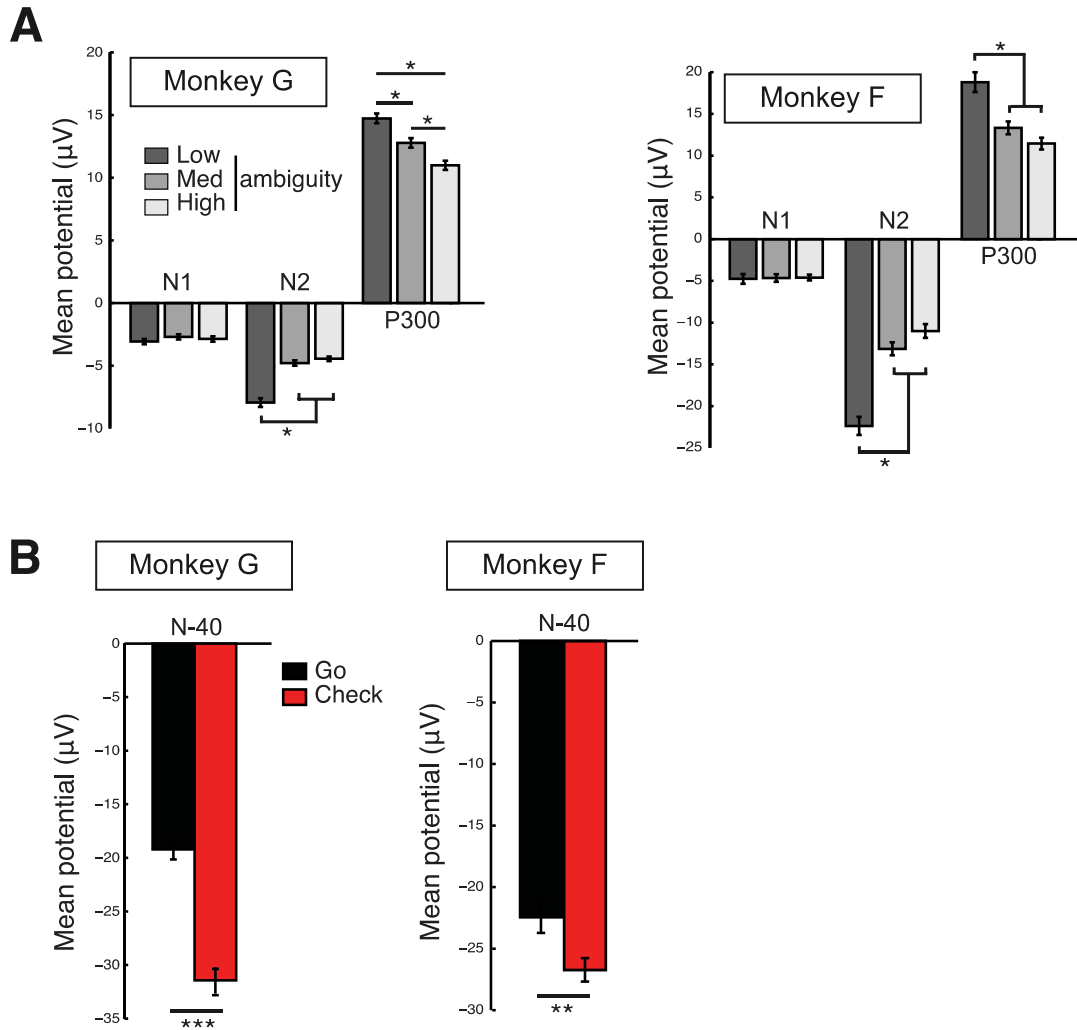 A
Monkey G
Mean potential (µV)
20
15
10
5
0
−5
−10
Low
Med
High
ambiguity
N1
N2
P300
*
*
*
*
Monkey F
Mean potential (µV)
20
15
10
5
0
−5
−10
−15
−20
−25
N1
N2
P300
*
*
B
Monkey G
N-40
Mean potential (µV)
0
−5
−10
−15
−20
−25
−30
−35
***
Go
Check
Monkey F
N-40
Mean potential (µV)
0
−5
−10
−15
−20
−25
−30
**